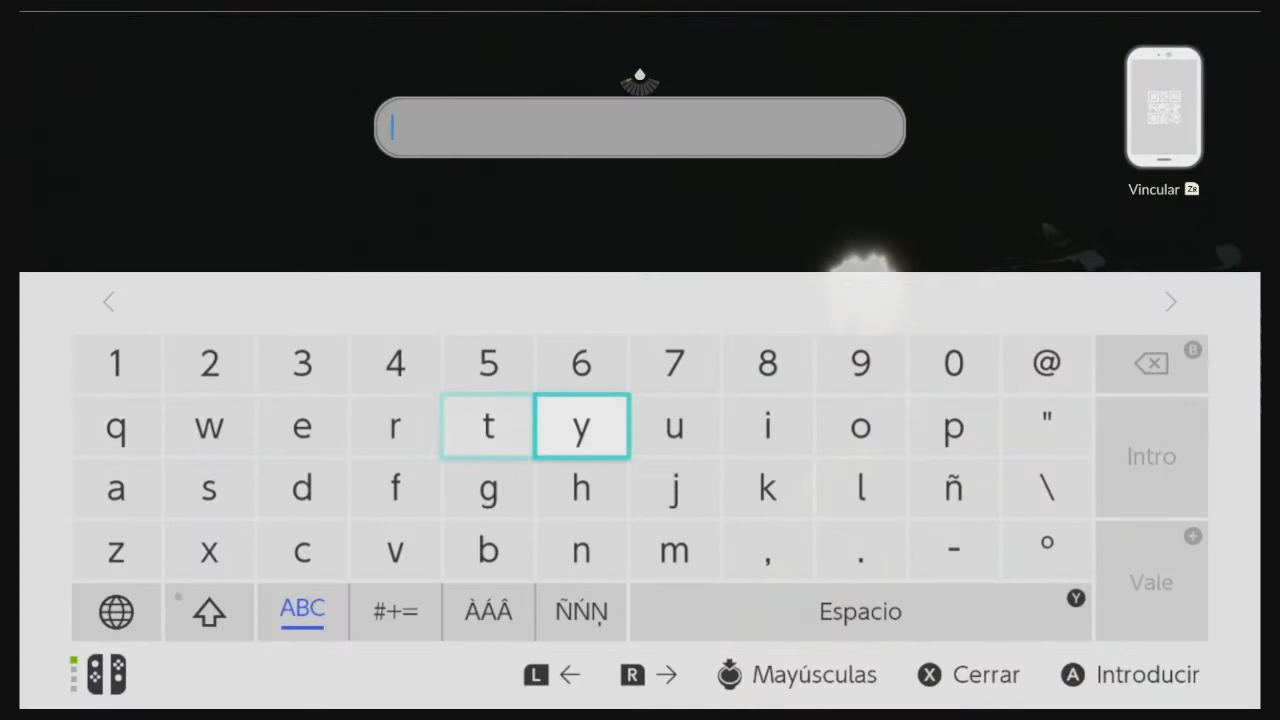 Vincular ZR
1 2 3 4 5 6 7 8 9 0 @ B
q w e r t y u i o p "
Intro
a s d f g h j k l ñ \
z x c v b n m , . - º +
Vale
ABC #+= ÀÁÂ ÑŃŅ Espacio Y
L ← R → Mayúsculas X Cerrar A Introducir